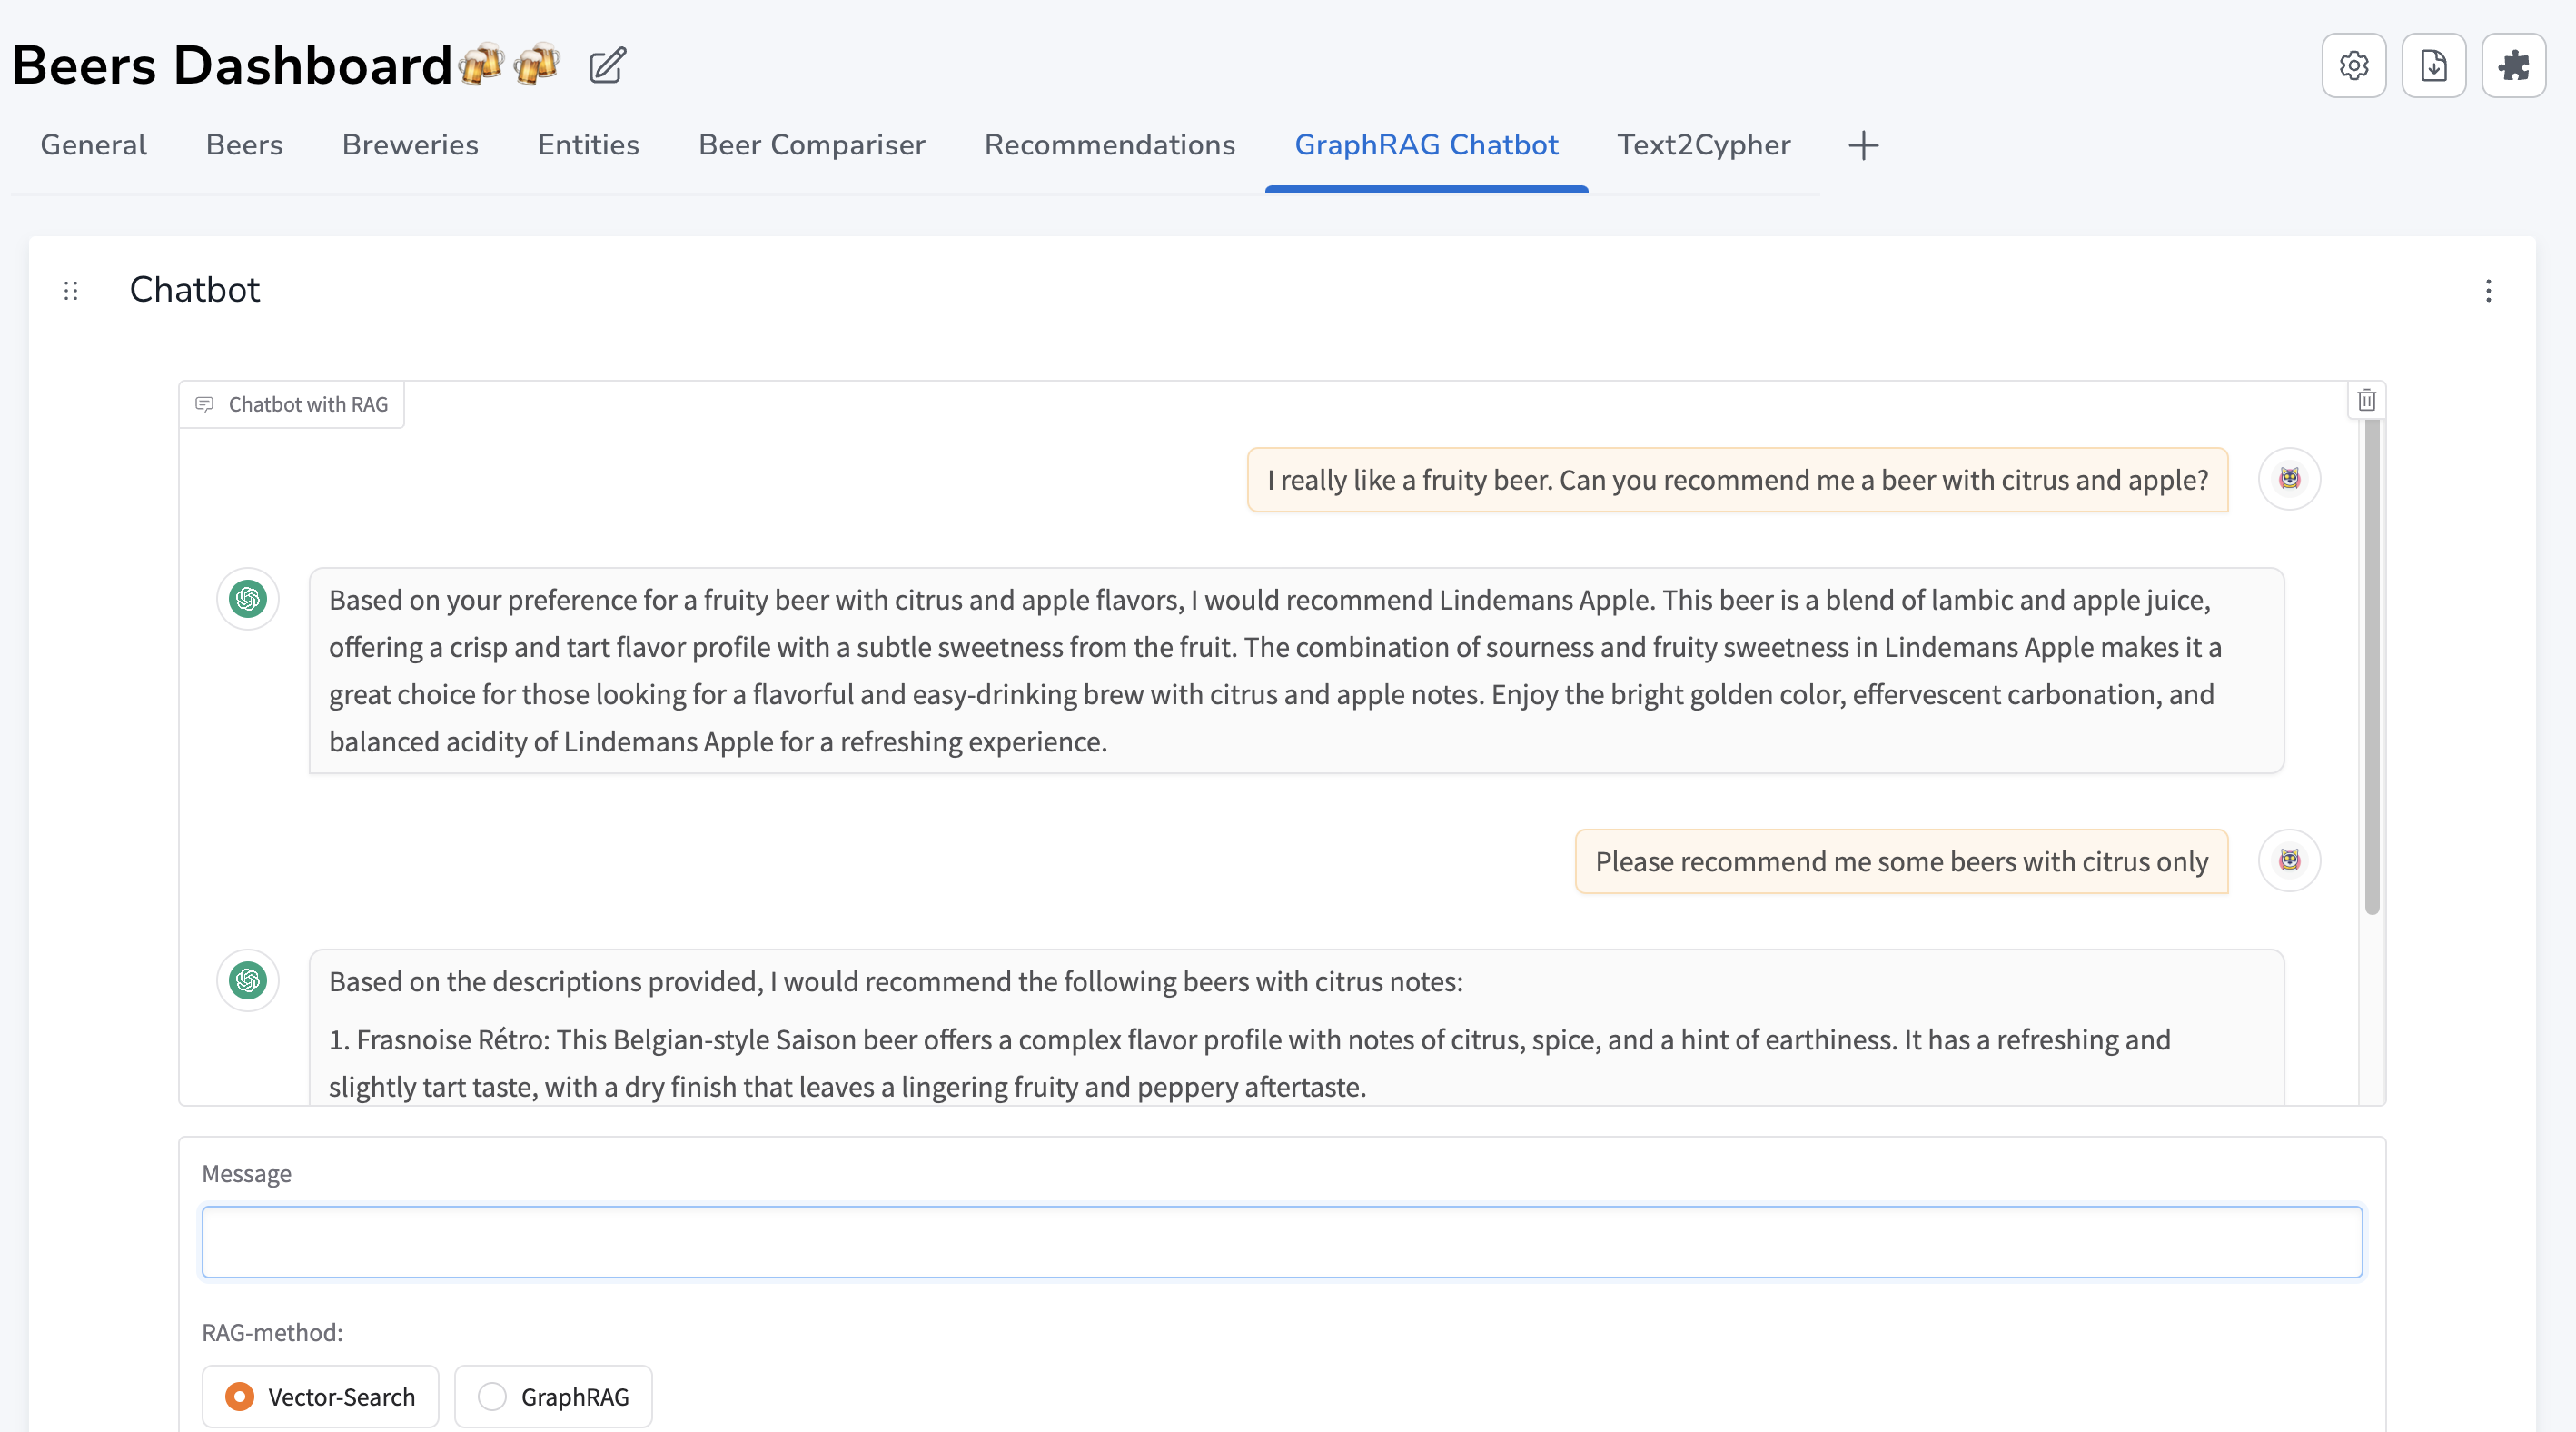 Beers Dashboard🍻🍻
General Beers Breweries Entities Beer Compariser Recommendations GraphRAG Chatbot Text2Cypher
Chatbot
Chatbot with RAG
I really like a fruity beer. Can you recommend me a beer with citrus and apple?
Based on your preference for a fruity beer with citrus and apple flavors, I would recommend Lindemans Apple. This beer is a blend of lambic and apple juice,
offering a crisp and tart flavor profile with a subtle sweetness from the fruit. The combination of sourness and fruity sweetness in Lindemans Apple makes it a
great choice for those looking for a flavorful and easy-drinking brew with citrus and apple notes. Enjoy the bright golden color, effervescent carbonation, and
balanced acidity of Lindemans Apple for a refreshing experience.
Please recommend me some beers with citrus only
Based on the descriptions provided, I would recommend the following beers with citrus notes:
1. Frasnoise Rétro: This Belgian-style Saison beer offers a complex flavor profile with notes of citrus, spice, and a hint of earthiness. It has a refreshing and
slightly tart taste, with a dry finish that leaves a lingering fruity and peppery aftertaste.
Message
RAG-method:
Vector-Search GraphRAG